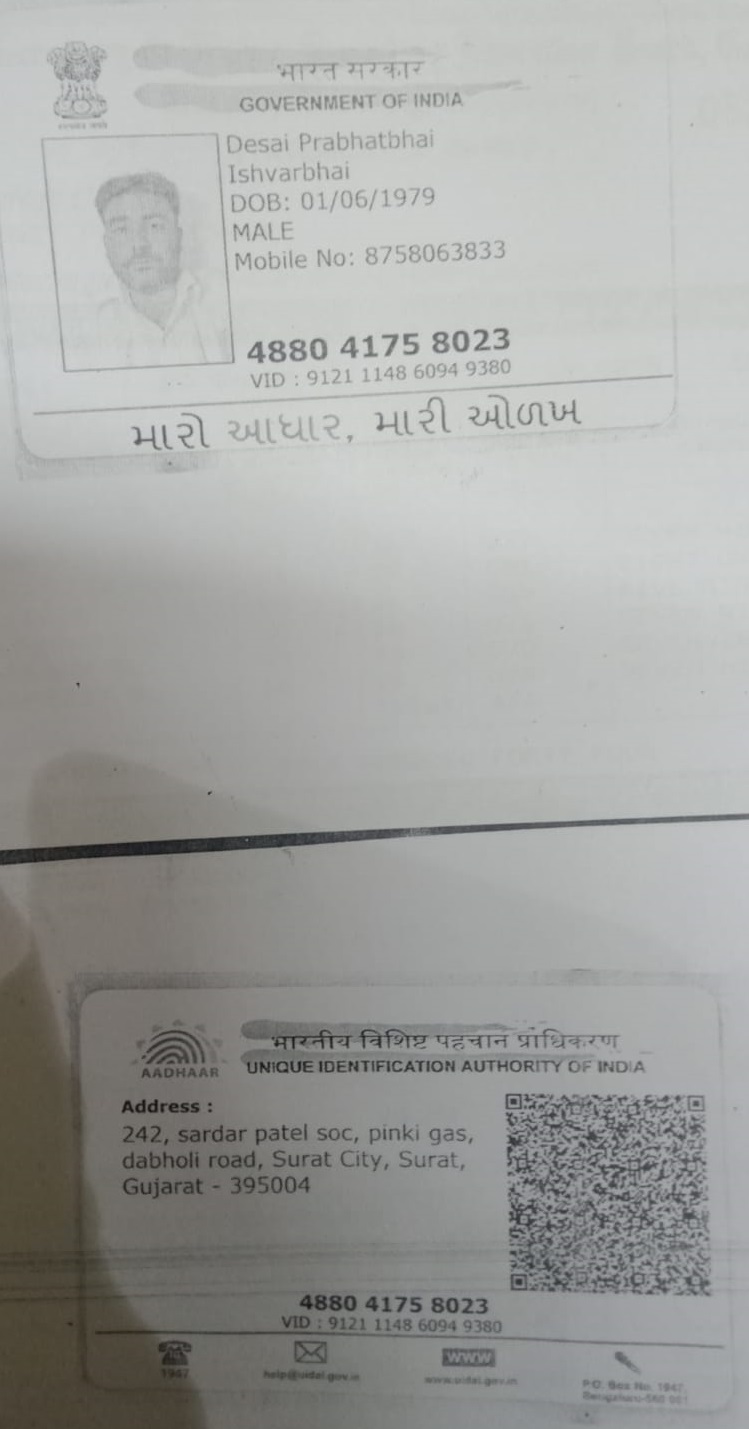 भारत सरकार
GOVERNMENT OF INDIA
Desai Prabhatbhai
Ishvarbhai
DOB: 01/06/1979
MALE
Mobile No: 8758063833
4880 4175 8023
VID : 9121 1148 6094 9380
મારો આધાર, મારી ઓળખ
भारतीय विशिष्ट पहचान प्राधिकरण
AADHAAR
UNIQUE IDENTIFICATION AUTHORITY OF INDIA
Address :
242, sardar patel soc, pinki gas,
dabholi road, Surat City, Surat,
Gujarat - 395004
4880 4175 8023
VID : 9121 1148 6094 9380
1947
help@uidai.gov.in
www
www.uidai.gov.in
P.O. Box No. 1947,